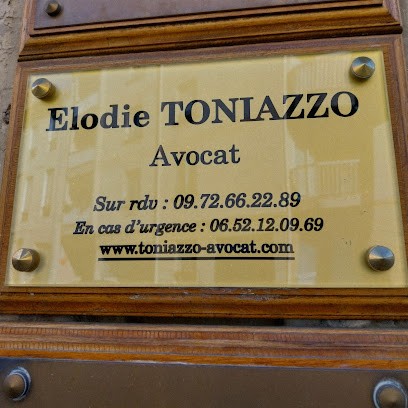 Elodie TONIAZZO
Avocat
Sur rdv : 09.72.66.22.89
En cas d'urgence : 06.52.12.09.69
www.toniazzo-avocat.com